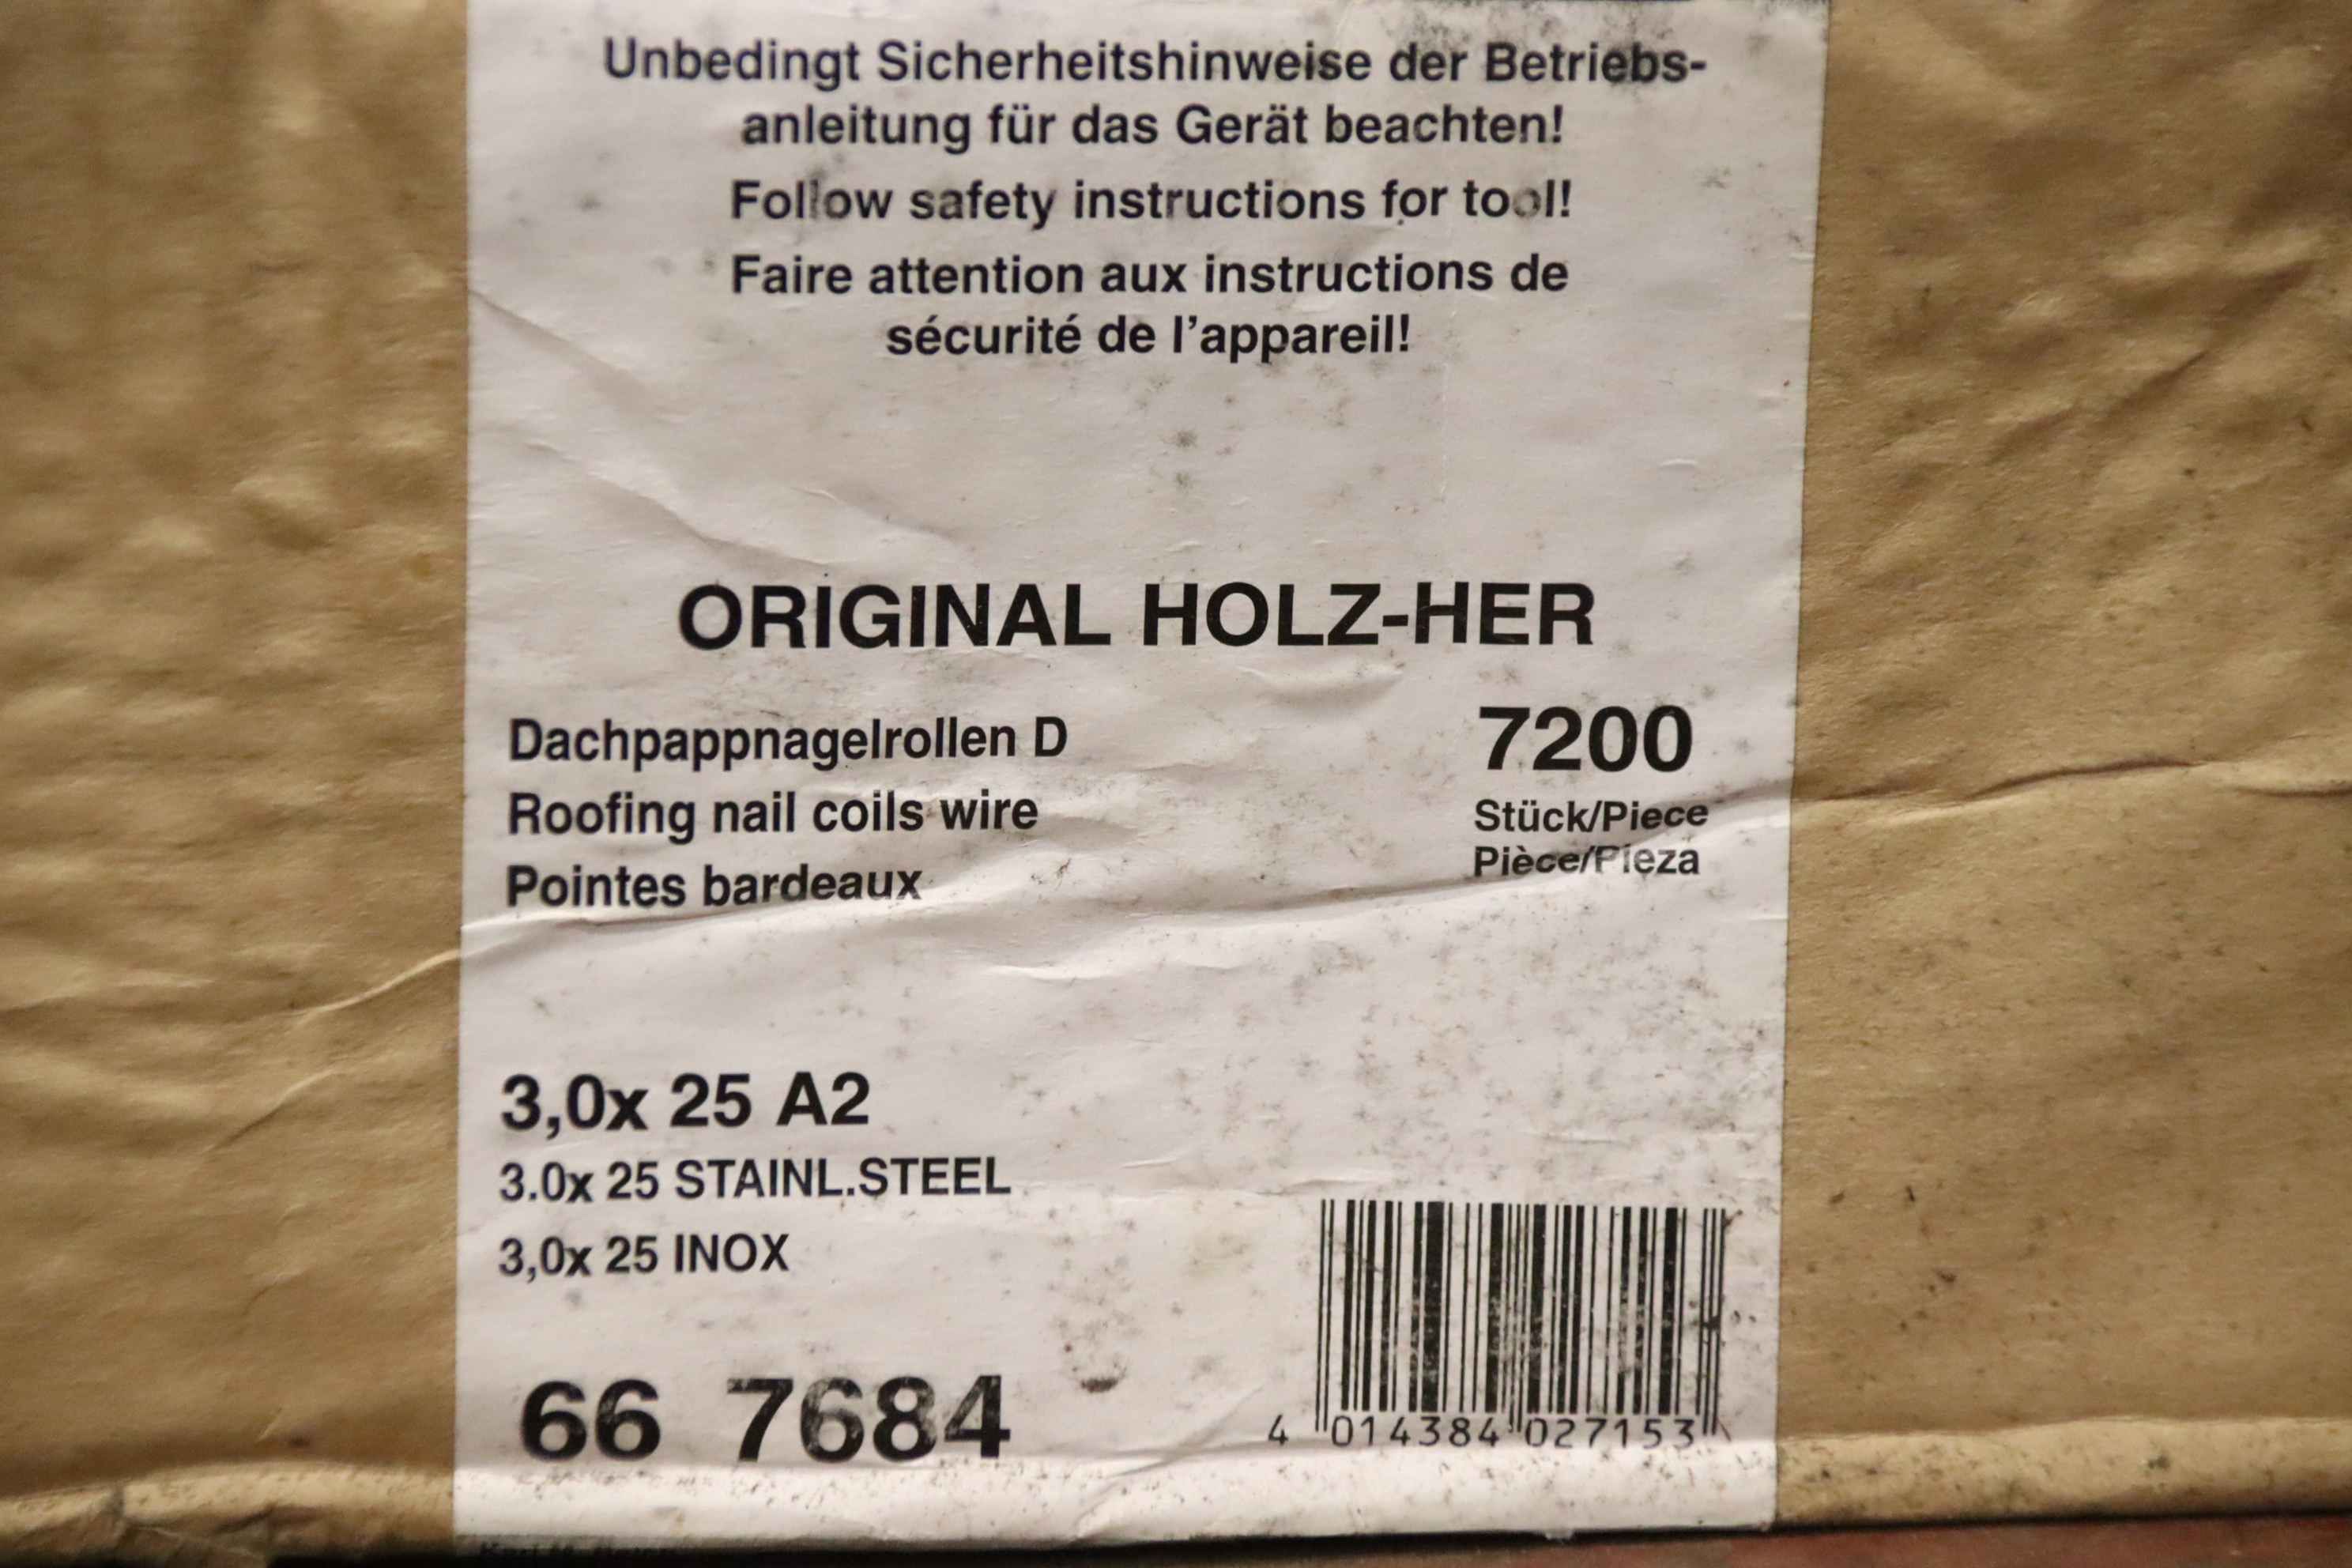 Unbedingt Sicherheitshinweise der Betriebs-
anleitung für das Gerät beachten!
Follow safety instructions for tool!
Faire attention aux instructions de
sécurité de l'appareil!
ORIGINAL HOLZ-HER
Dachpappnagelrollen D
Roofing nail coils wire
Pointes bardeaux
7200
Stück/Piece
Pièce/Pieza
3,0x 25 A2
3.0x 25 STAINL.STEEL
3,0x 25 INOX
66 7684
4 014384 027153